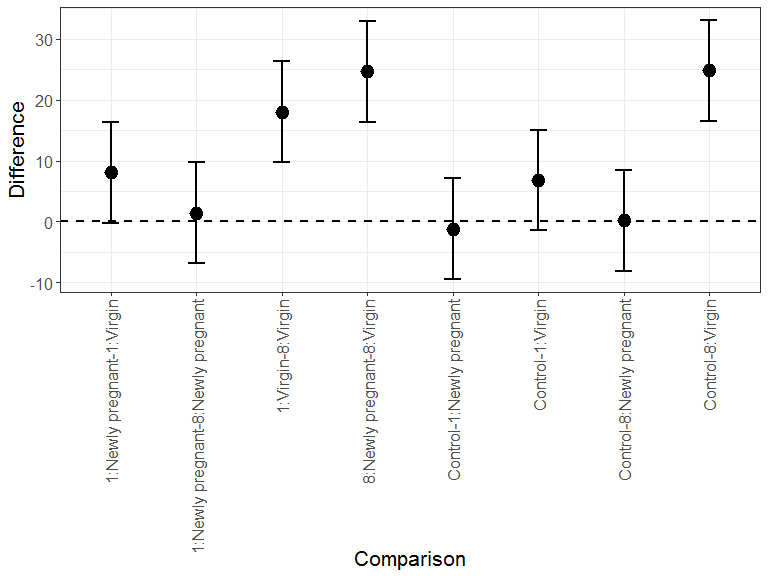 Difference
30
20
10
0
-10
1:Newly pregnant-1:Virgin
1:Newly pregnant-8:Newly pregnant
1:Virgin-8:Virgin
8:Newly pregnant-8:Virgin
Control-1:Newly pregnant
Control-1:Virgin
Control-8:Newly pregnant
Control-8:Virgin
Comparison